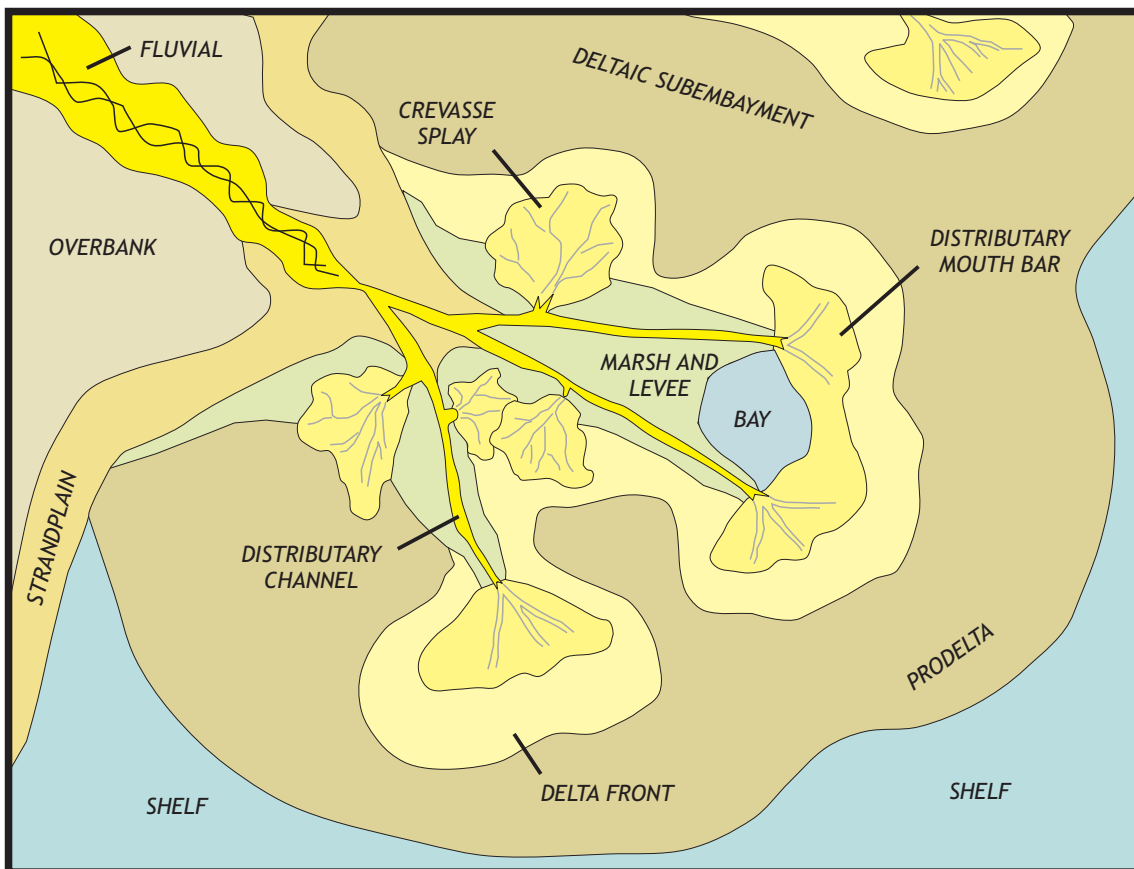 FLUVIAL
DELTAIC SUBEMBAYMENT
CREVASSE
SPLAY
OVERBANK
DISTRIBUTARY
MOUTH BAR
MARSH AND
LEVEE
BAY
STRANDPLAIN
DISTRIBUTARY
CHANNEL
PRODELTA
DELTA FRONT
SHELF
SHELF